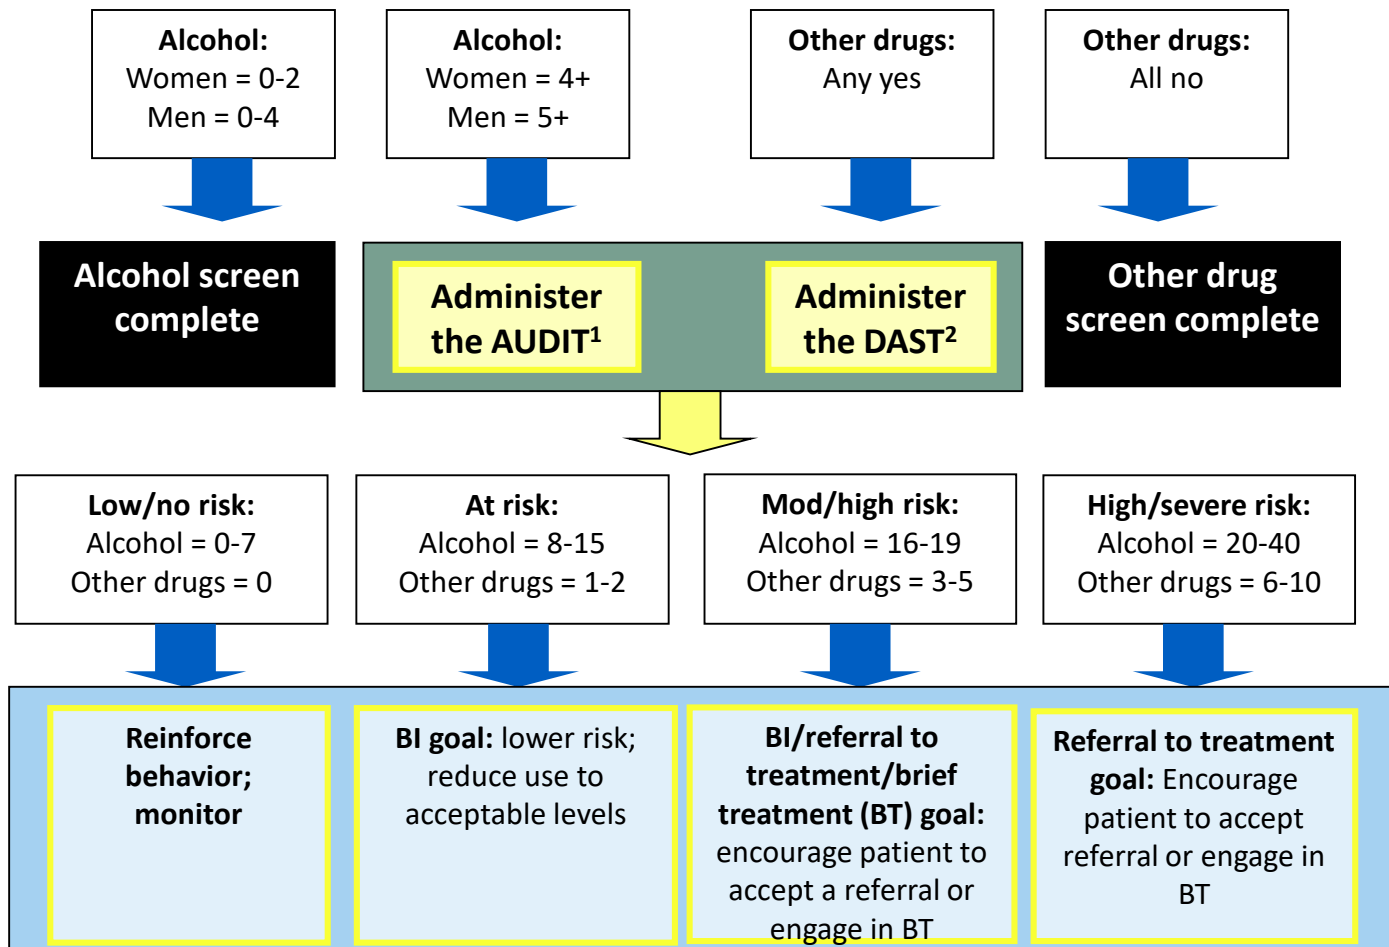 Alcohol:
Women = 0-2
Men = 0-4
Alcohol:
Women = 4+
Men = 5+
Other drugs:
Any yes
Other drugs:
All no
Alcohol screen
complete
Administer
the AUDIT¹
Administer
the DAST²
Other drug
screen complete
Low/no risk:
Alcohol = 0-7
Other drugs = 0
At risk:
Alcohol = 8-15
Other drugs = 1-2
Mod/high risk:
Alcohol = 16-19
Other drugs = 3-5
High/severe risk:
Alcohol = 20-40
Other drugs = 6-10
Reinforce
behavior;
monitor
BI goal: lower risk;
reduce use to
acceptable levels
BI/referral to
treatment/brief
treatment (BT) goal:
encourage patient to
accept a referral or
engage in BT
Referral to treatment
goal: Encourage
patient to accept
referral or engage in
BT